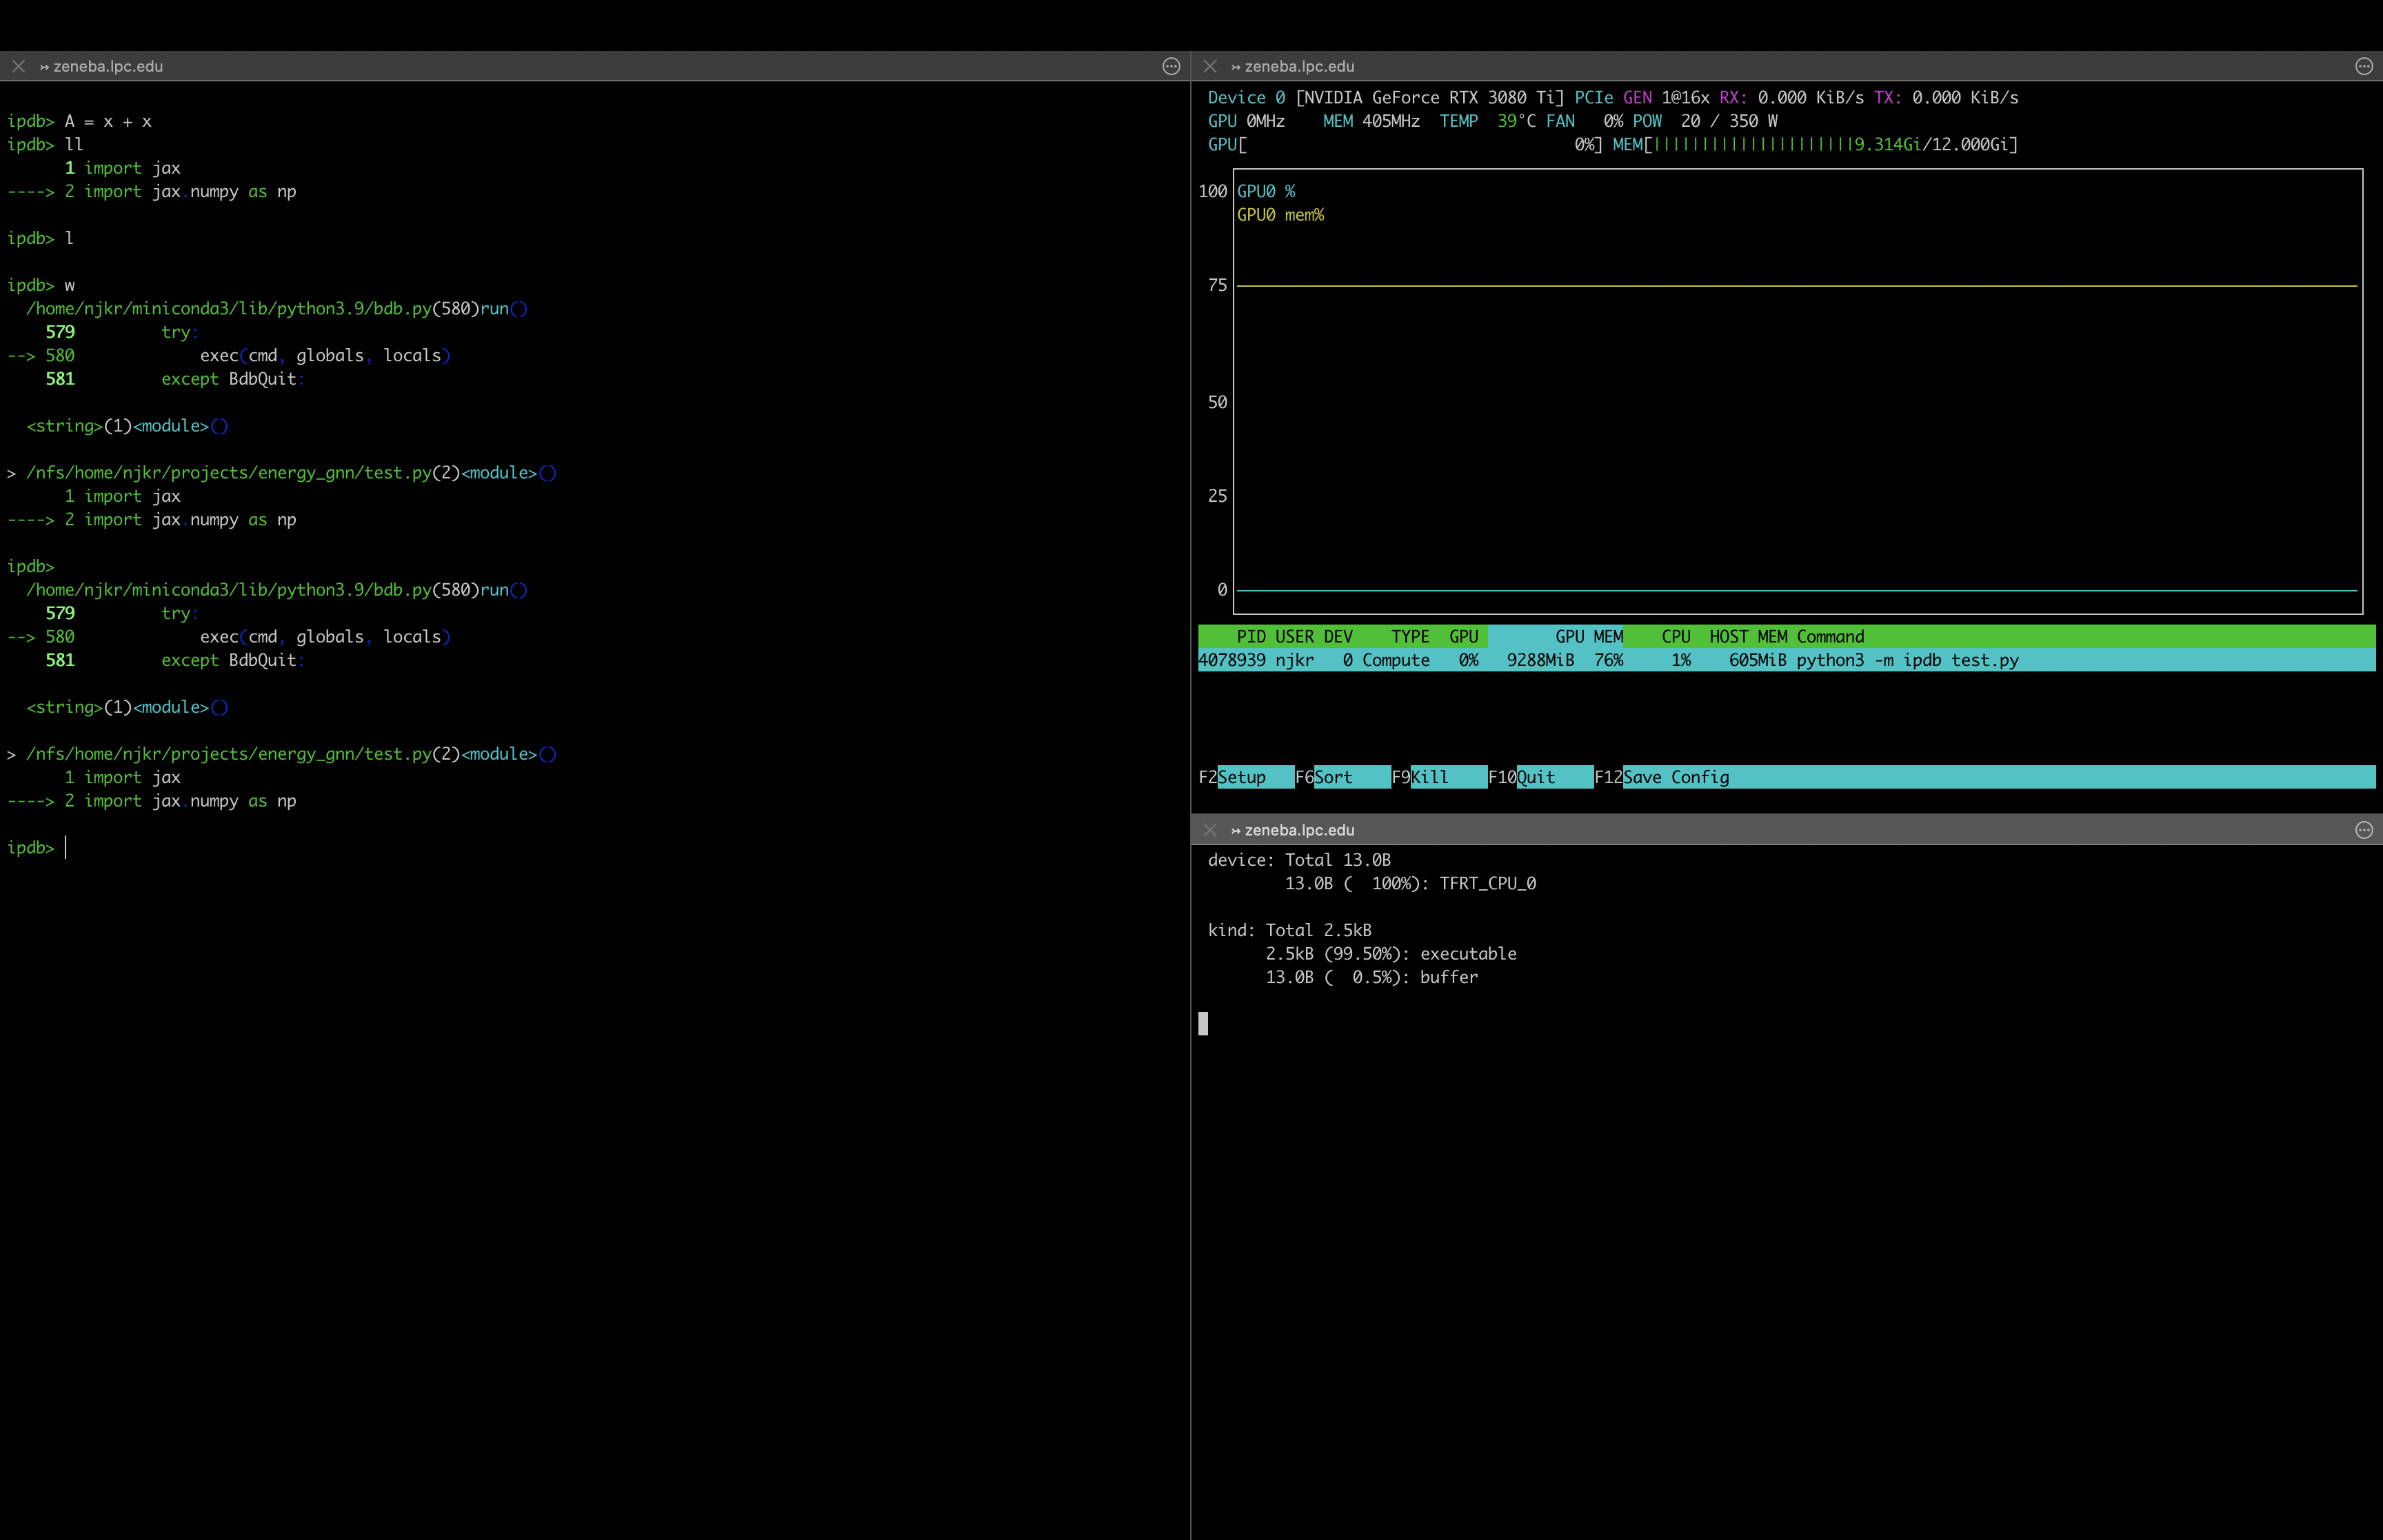 ↣ zeneba.lpc.edu
ipdb> A = x + x
ipdb> ll
      1 import jax
----> 2 import jax.numpy as np
ipdb> l
ipdb> w
  /home/njkr/miniconda3/lib/python3.9/bdb.py(580)run()
    579         try:
--> 580             exec(cmd, globals, locals)
    581         except BdbQuit:
  <string>(1)<module>()
> /nfs/home/njkr/projects/energy_gnn/test.py(2)<module>()
      1 import jax
----> 2 import jax.numpy as np
ipdb>
  /home/njkr/miniconda3/lib/python3.9/bdb.py(580)run()
    579         try:
--> 580             exec(cmd, globals, locals)
    581         except BdbQuit:
  <string>(1)<module>()
> /nfs/home/njkr/projects/energy_gnn/test.py(2)<module>()
      1 import jax
----> 2 import jax.numpy as np
ipdb>
↣ zeneba.lpc.edu
Device 0 [NVIDIA GeForce RTX 3080 Ti] PCIe GEN 1@16x RX: 0.000 KiB/s TX: 0.000 KiB/s
GPU 0MHz    MEM 405MHz  TEMP  39°C FAN   0% POW  20 / 350 W
GPU[                                  0%] MEM[|||||||||||||||||||||9.314Gi/12.000Gi]
100 GPU0 %
GPU0 mem%
75
50
25
0
    PID USER DEV    TYPE  GPU        GPU MEM    CPU  HOST MEM Command
4078939 njkr   0 Compute   0%   9288MiB  76%     1%    605MiB python3 -m ipdb test.py
F2Setup   F6Sort    F9Kill    F10Quit    F12Save Config
↣ zeneba.lpc.edu
device: Total 13.0B
        13.0B (  100%): TFRT_CPU_0
kind: Total 2.5kB
      2.5kB (99.50%): executable
      13.0B (  0.5%): buffer